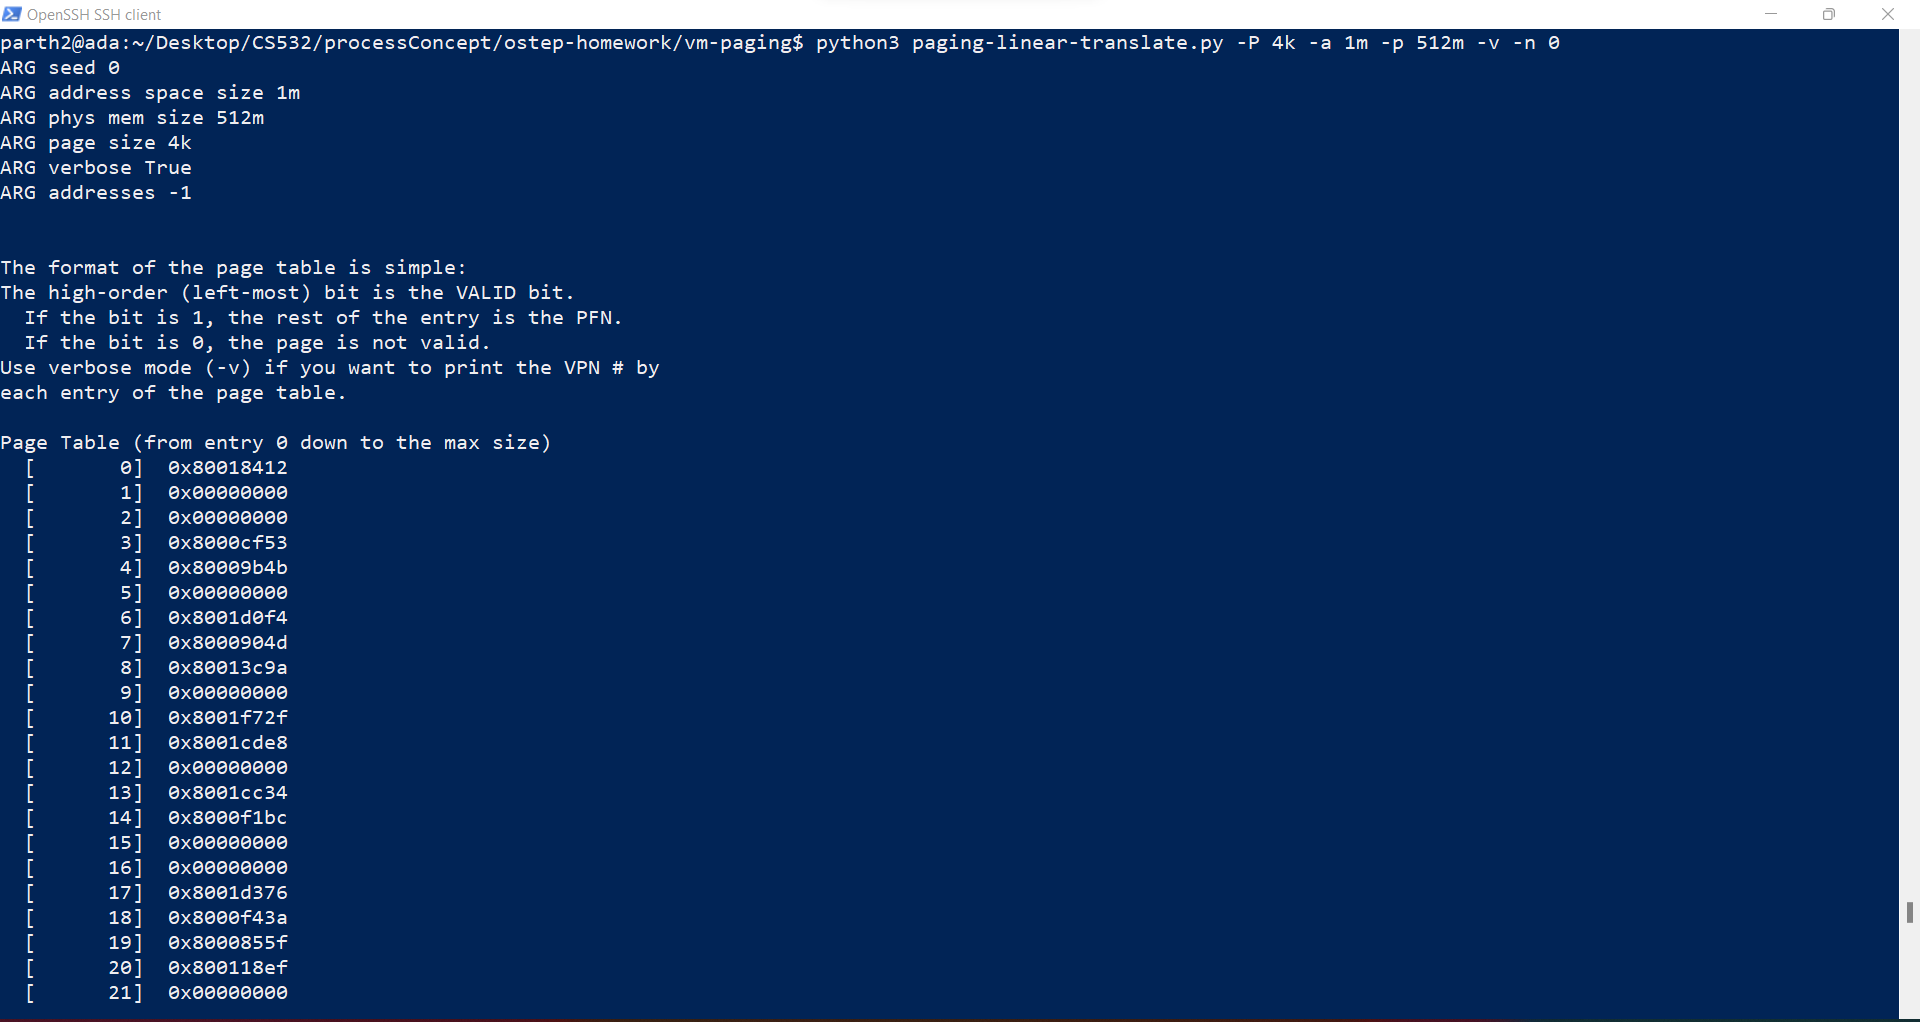 OpenSSH SSH client
parth2@ada:~/Desktop/CS532/processConcept/ostep-homework/vm-paging$ python3 paging-linear-translate.py -P 4k -a 1m -p 512m -v -n 0
ARG seed 0
ARG address space size 1m
ARG phys mem size 512m
ARG page size 4k
ARG verbose True
ARG addresses -1
The format of the page table is simple:
The high-order (left-most) bit is the VALID bit.
  If the bit is 1, the rest of the entry is the PFN.
  If the bit is 0, the page is not valid.
Use verbose mode (-v) if you want to print the VPN # by
each entry of the page table.
Page Table (from entry 0 down to the max size)
  [       0]  0x80018412
  [       1]  0x00000000
  [       2]  0x00000000
  [       3]  0x8000cf53
  [       4]  0x80009b4b
  [       5]  0x00000000
  [       6]  0x8001d0f4
  [       7]  0x8000904d
  [       8]  0x80013c9a
  [       9]  0x00000000
  [      10]  0x8001f72f
  [      11]  0x8001cde8
  [      12]  0x00000000
  [      13]  0x8001cc34
  [      14]  0x8000f1bc
  [      15]  0x00000000
  [      16]  0x00000000
  [      17]  0x8001d376
  [      18]  0x8000f43a
  [      19]  0x8000855f
  [      20]  0x800118ef
  [      21]  0x00000000